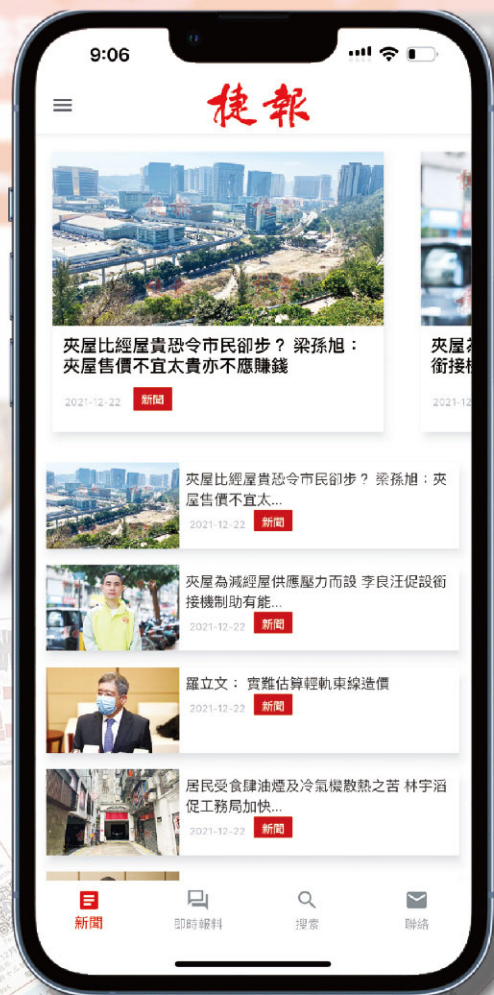 9:06
捷報
夾屋比經屋貴恐令市民卻步？ 梁孫旭：
夾屋售價不宜太貴亦不應賺錢
2021-12-22 新聞
夾屋
銜接
2021-12
夾屋比經屋貴恐令市民卻步？ 梁孫旭：夾
屋售價不宜太...
2021-12-22 新聞
夾屋為減經屋供應壓力而設 李良汪促設銜
接機制助有能...
2021-12-22 新聞
羅立文： 實難估算輕軌東線造價
2021-12-22 新聞
居民受食肆油煙及冷氣機散熱之苦 林宇滔
促工務局加快...
2021-12-22 新聞
新聞
即時報料
搜索
聯絡